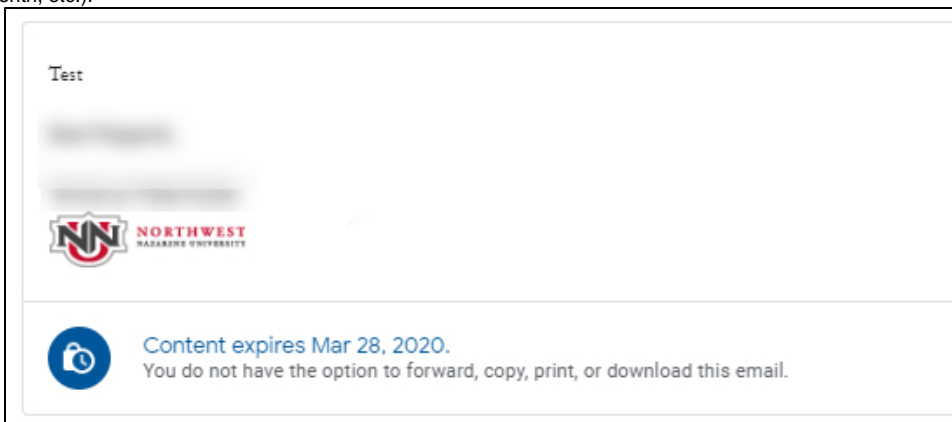 Test
NORTHWEST
NAZARENE UNIVERSITY
Content expires Mar 28, 2020.
You do not have the option to forward, copy, print, or download this email.